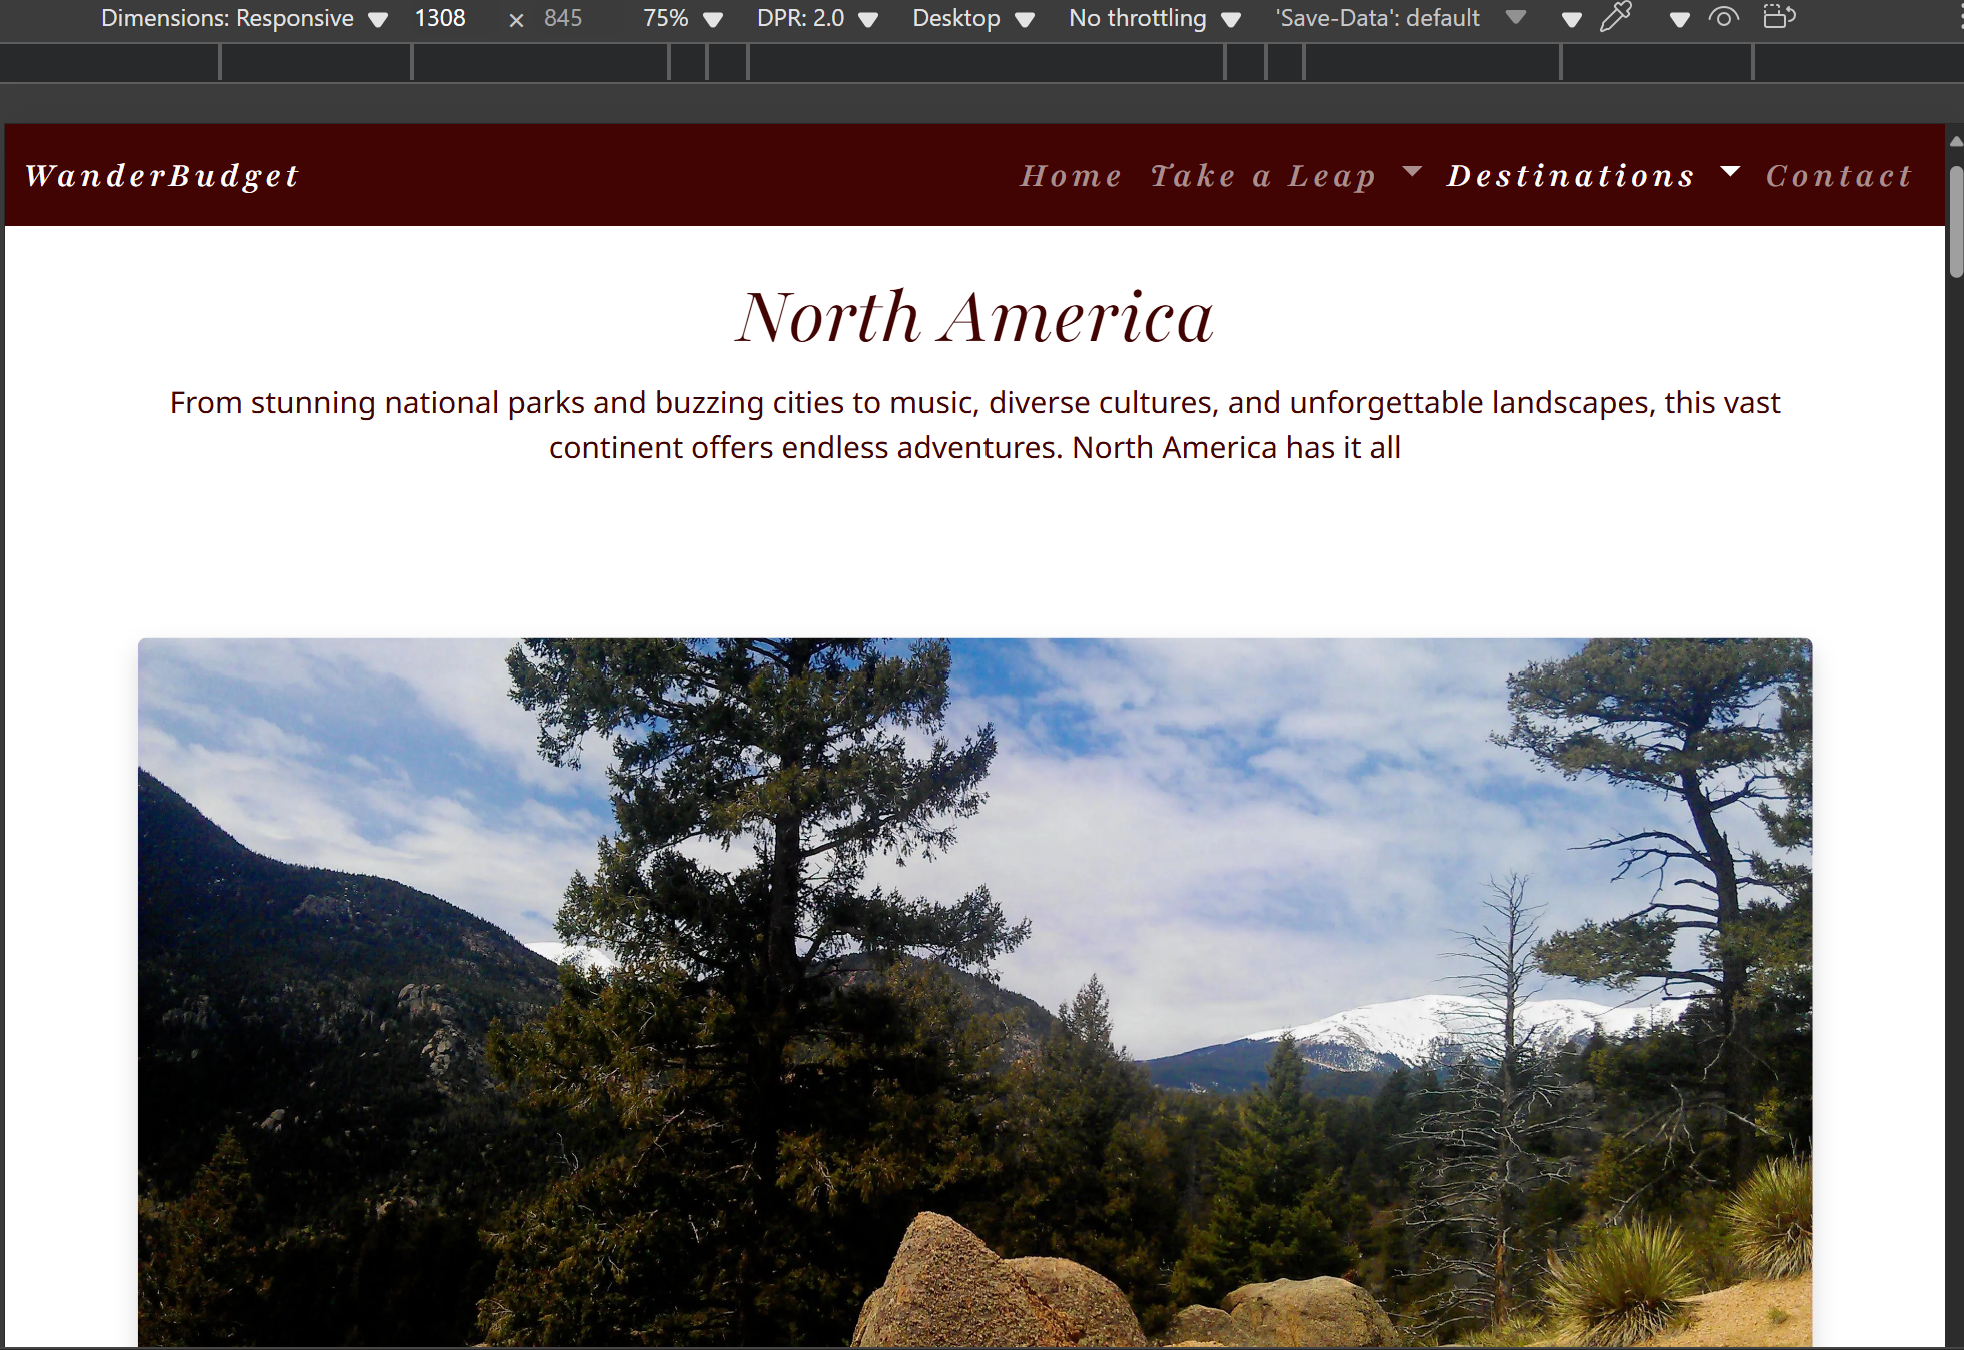 Dimensions: Responsive 1308 × 845 75% DPR: 2.0 Desktop No throttling 'Save-Data': default
WanderBudget Home Take a Leap Destinations Contact
North America
From stunning national parks and buzzing cities to music, diverse cultures, and unforgettable landscapes, this vast
continent offers endless adventures. North America has it all